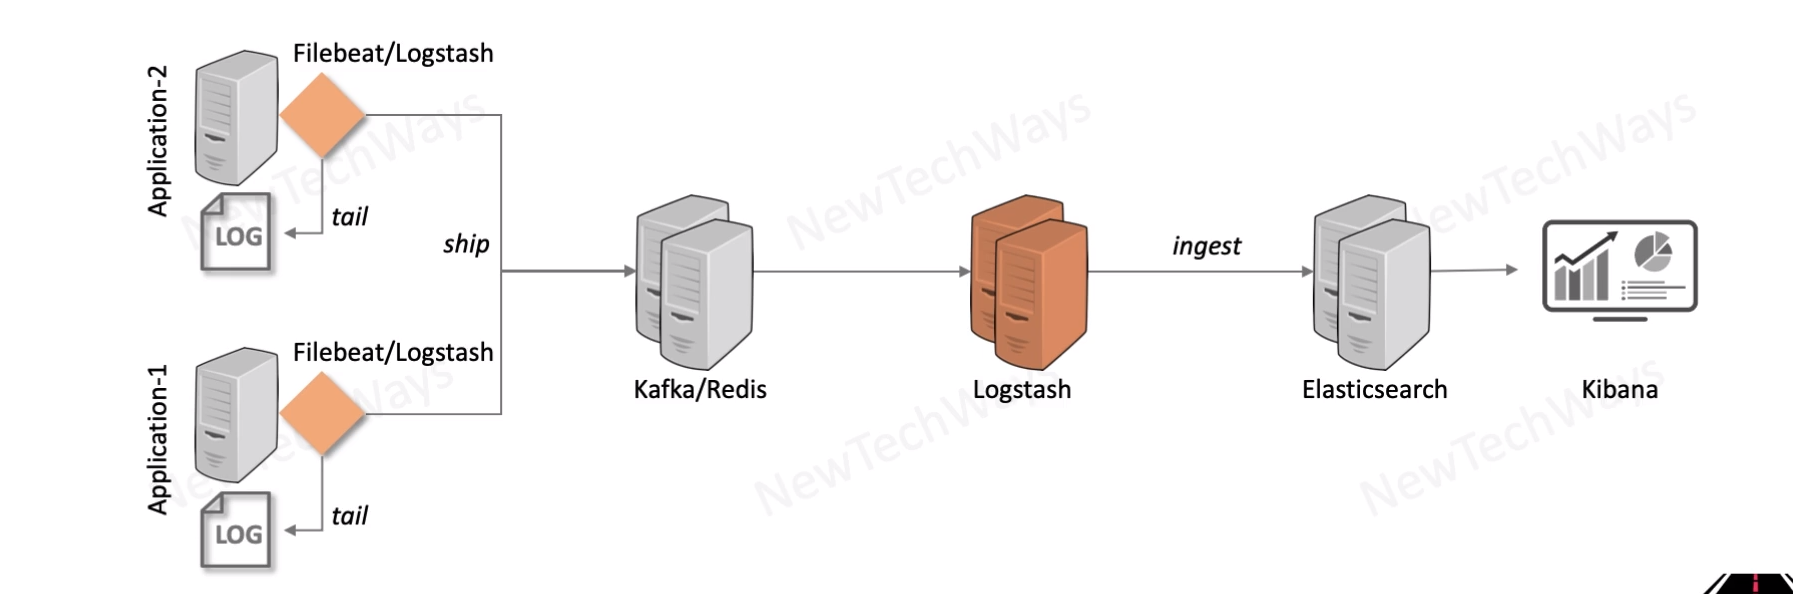 Filebeat/Logstash
Application-2
LOG
tail
ship
Filebeat/Logstash
Application-1
LOG
tail
Kafka/Redis
Logstash
ingest
Elasticsearch
Kibana
NewTechWays
NewTechWays
NewTechWays
NewTechWays
NewTechWays
NewTechWays